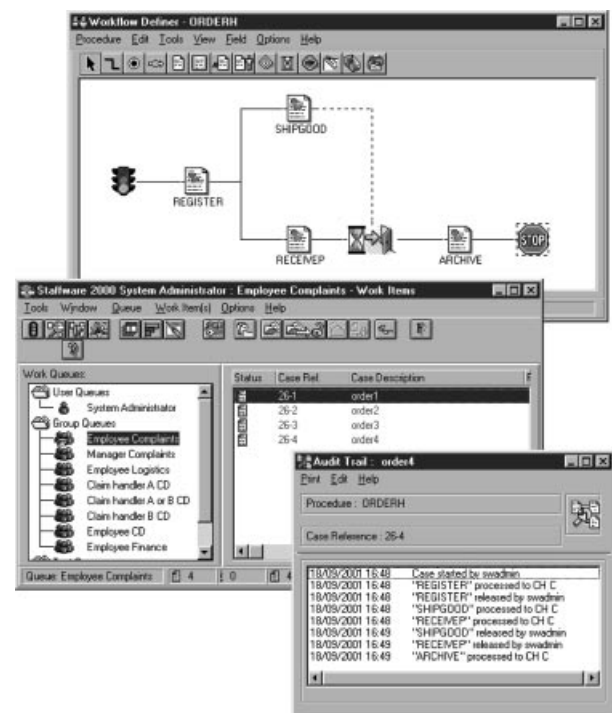 Workflow Definer - ORDERH
Procedure Edit Tools View Field Options Help
SHIPGOOD
REGISTER
RECEIVEP
ARCHIVE
STOP
Staffware 2000 System Administrator : Employee Complaints - Work Items
Tools Window Queue Work Item(s) Options Help
Work Queues:
User Queues
System Administrator
Group Queues
Employee Complaints
Manager Complaints
Employee Logistics
Claim handler A CD
Claim handler A or B CD
Claim handler B CD
Employee CD
Employee Finance
Status Case Ref. Case Description
26-1 order1
26-2 order2
26-3 order3
26-4 order4
Queue: Employee Complaints 4 ! 0 4
Audit Trail : order4
Print Edit Help
Procedure : ORDERH
Case Reference : 26-4
18/09/2001 16:48 Case started by swadmin
18/09/2001 16:48 "REGISTER" processed to CH C
18/09/2001 16:48 "REGISTER" released by swadmin
18/09/2001 16:48 "SHIPGOOD" processed to CH C
18/09/2001 16:48 "RECEIVEP" processed to CH C
18/09/2001 16:49 "SHIPGOOD" released by swadmin
18/09/2001 16:49 "RECEIVEP" released by swadmin
18/09/2001 16:49 "ARCHIVE" processed to CH C